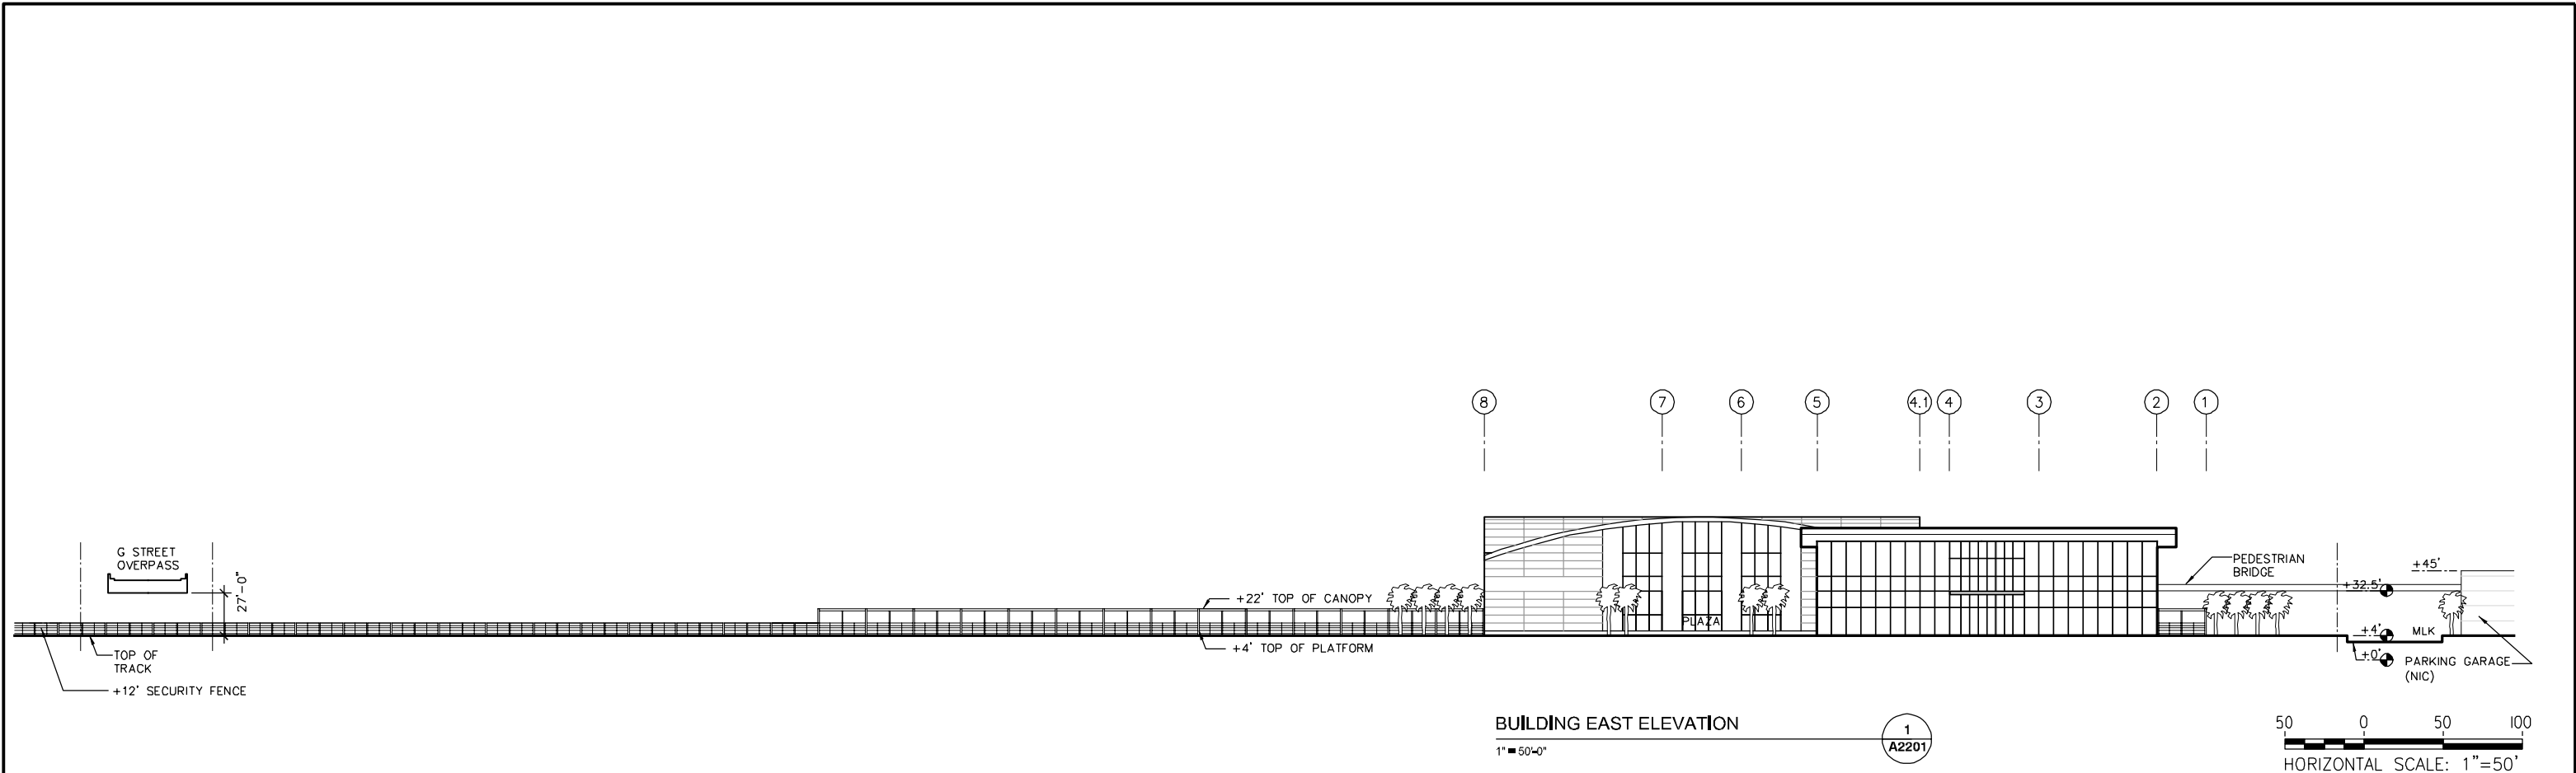 8
7
6
5
4.1
4
3
2
1
G STREET
OVERPASS
27'-0"
+22' TOP OF CANOPY
+4' TOP OF PLATFORM
TOP OF
TRACK
+12' SECURITY FENCE
PLAZA
PEDESTRIAN
BRIDGE
+45'
+32.5'
+4'
MLK
+0'
PARKING GARAGE
(NIC)
BUILDING EAST ELEVATION
1" = 50'-0"
1
A2201
50 0 50 100
HORIZONTAL SCALE: 1"=50'